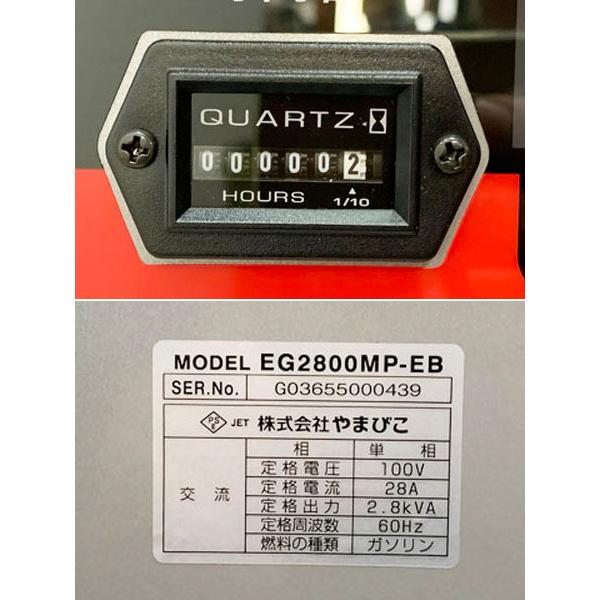 QUARTZ
000002
HOURS
1/10
MODEL EG2800MP-EB
SER.No. G03655000439
PSE JET 株式会社やまびこ
交流
相 単相
定格電圧 100V
定格電流 28A
定格出力 2.8kVA
定格周波数 60Hz
燃料の種類 ガソリン